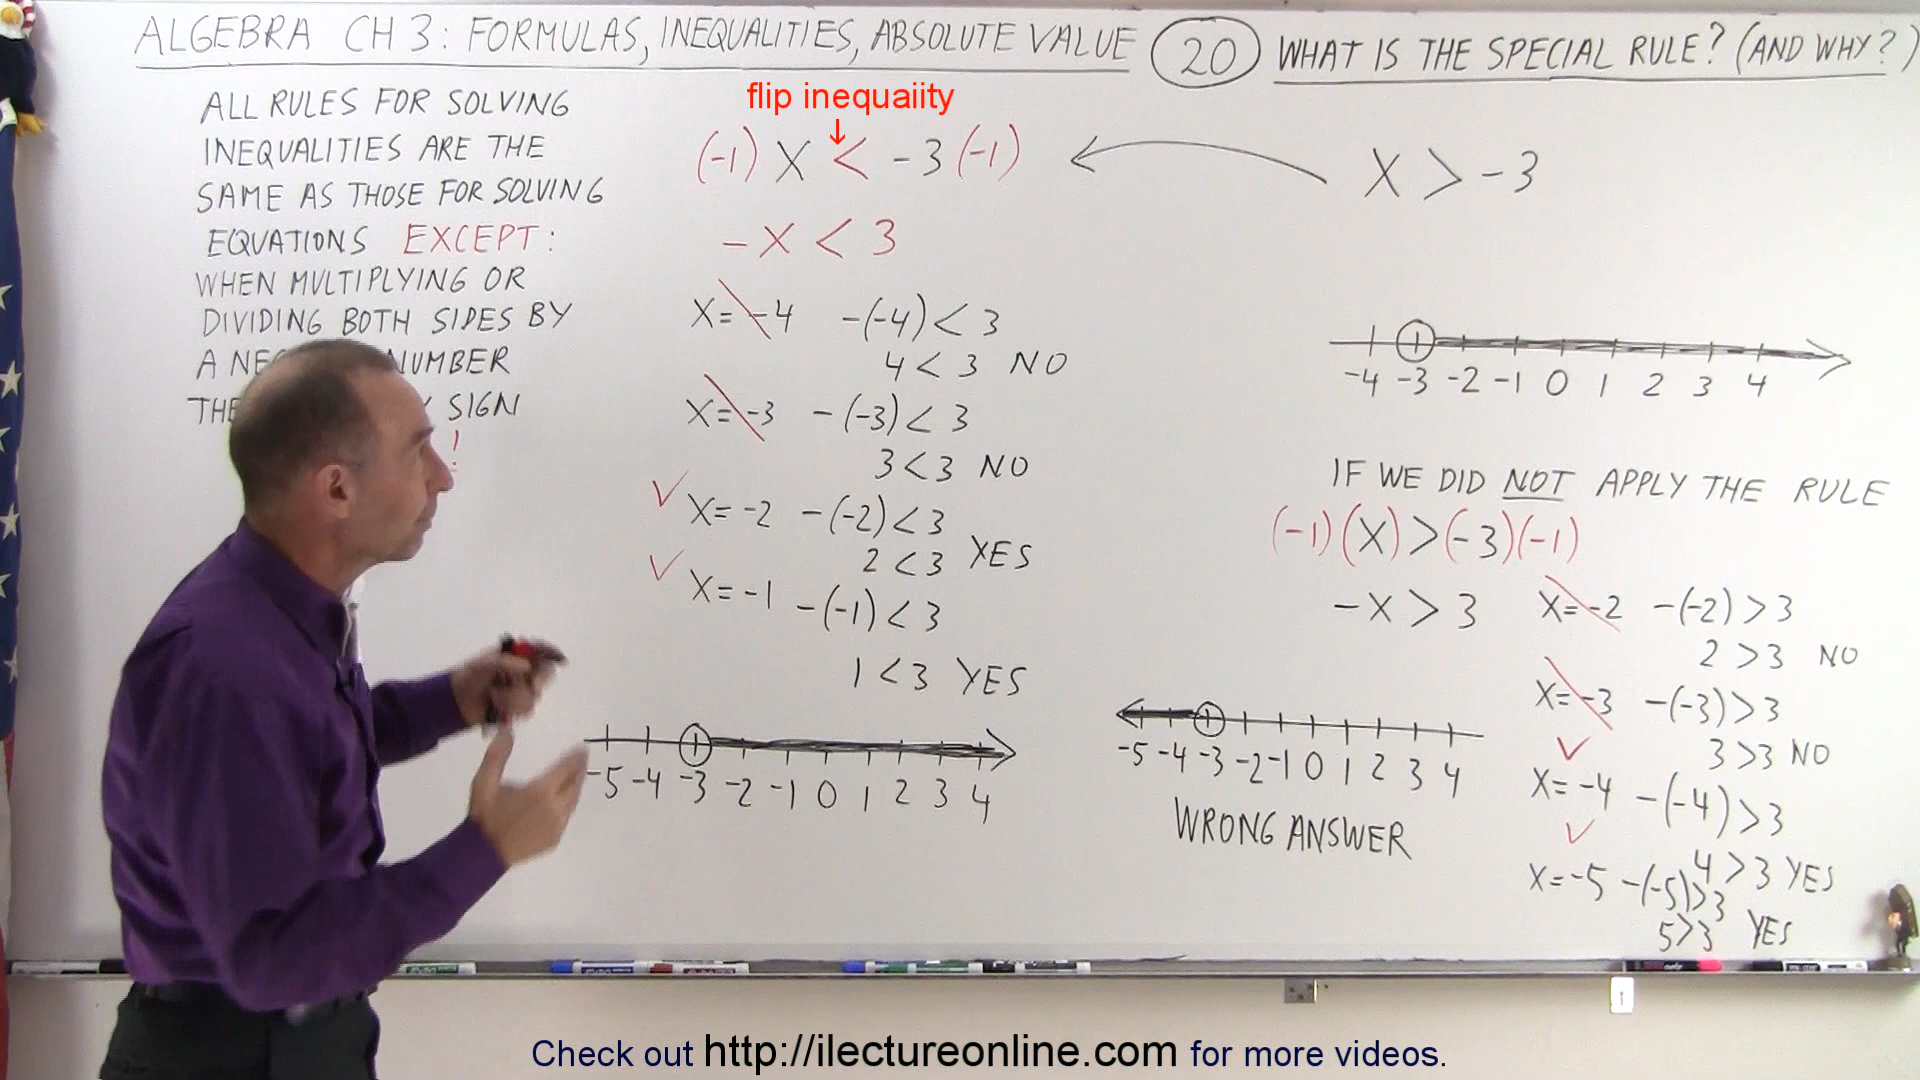 ALGEBRA CH 3: FORMULAS, INEQUALITIES, ABSOLUTE VALUE 20 WHAT IS THE SPECIAL RULE? (AND WHY?)
ALL RULES FOR SOLVING
INEQUALITIES ARE THE
SAME AS THOSE FOR SOLVING
EQUATIONS EXCEPT:
WHEN MULTIPLYING OR
DIVIDING BOTH SIDES BY
A NE NUMBER
THE SIGN
!
flip inequaiity
↓
(-1) X < -3 (-1)
- X < 3
X = -4 -(-4) < 3
4 < 3 NO
X = -3 -(-3) < 3
3 < 3 NO
✓ X = -2 -(-2) < 3
2 < 3 YES
✓ X = -1 -(-1) < 3
1 < 3 YES
-5 -4 -3 -2 -1 0 1 2 3 4
X > -3
-4 -3 -2 -1 0 1 2 3 4
IF WE DID NOT APPLY THE RULE
(-1)(X) > (-3)(-1)
-X > 3
X = -2 -(-2) > 3
2 > 3 NO
X = -3 -(-3) > 3
3 > 3 NO
✓
X = -4 -(-4) > 3
4 > 3 YES
✓
X = -5 -(-5) > 3
5 > 3 YES
-5 -4 -3 -2 -1 0 1 2 3 4
WRONG ANSWER
Check out http://ilectureonline.com for more videos.